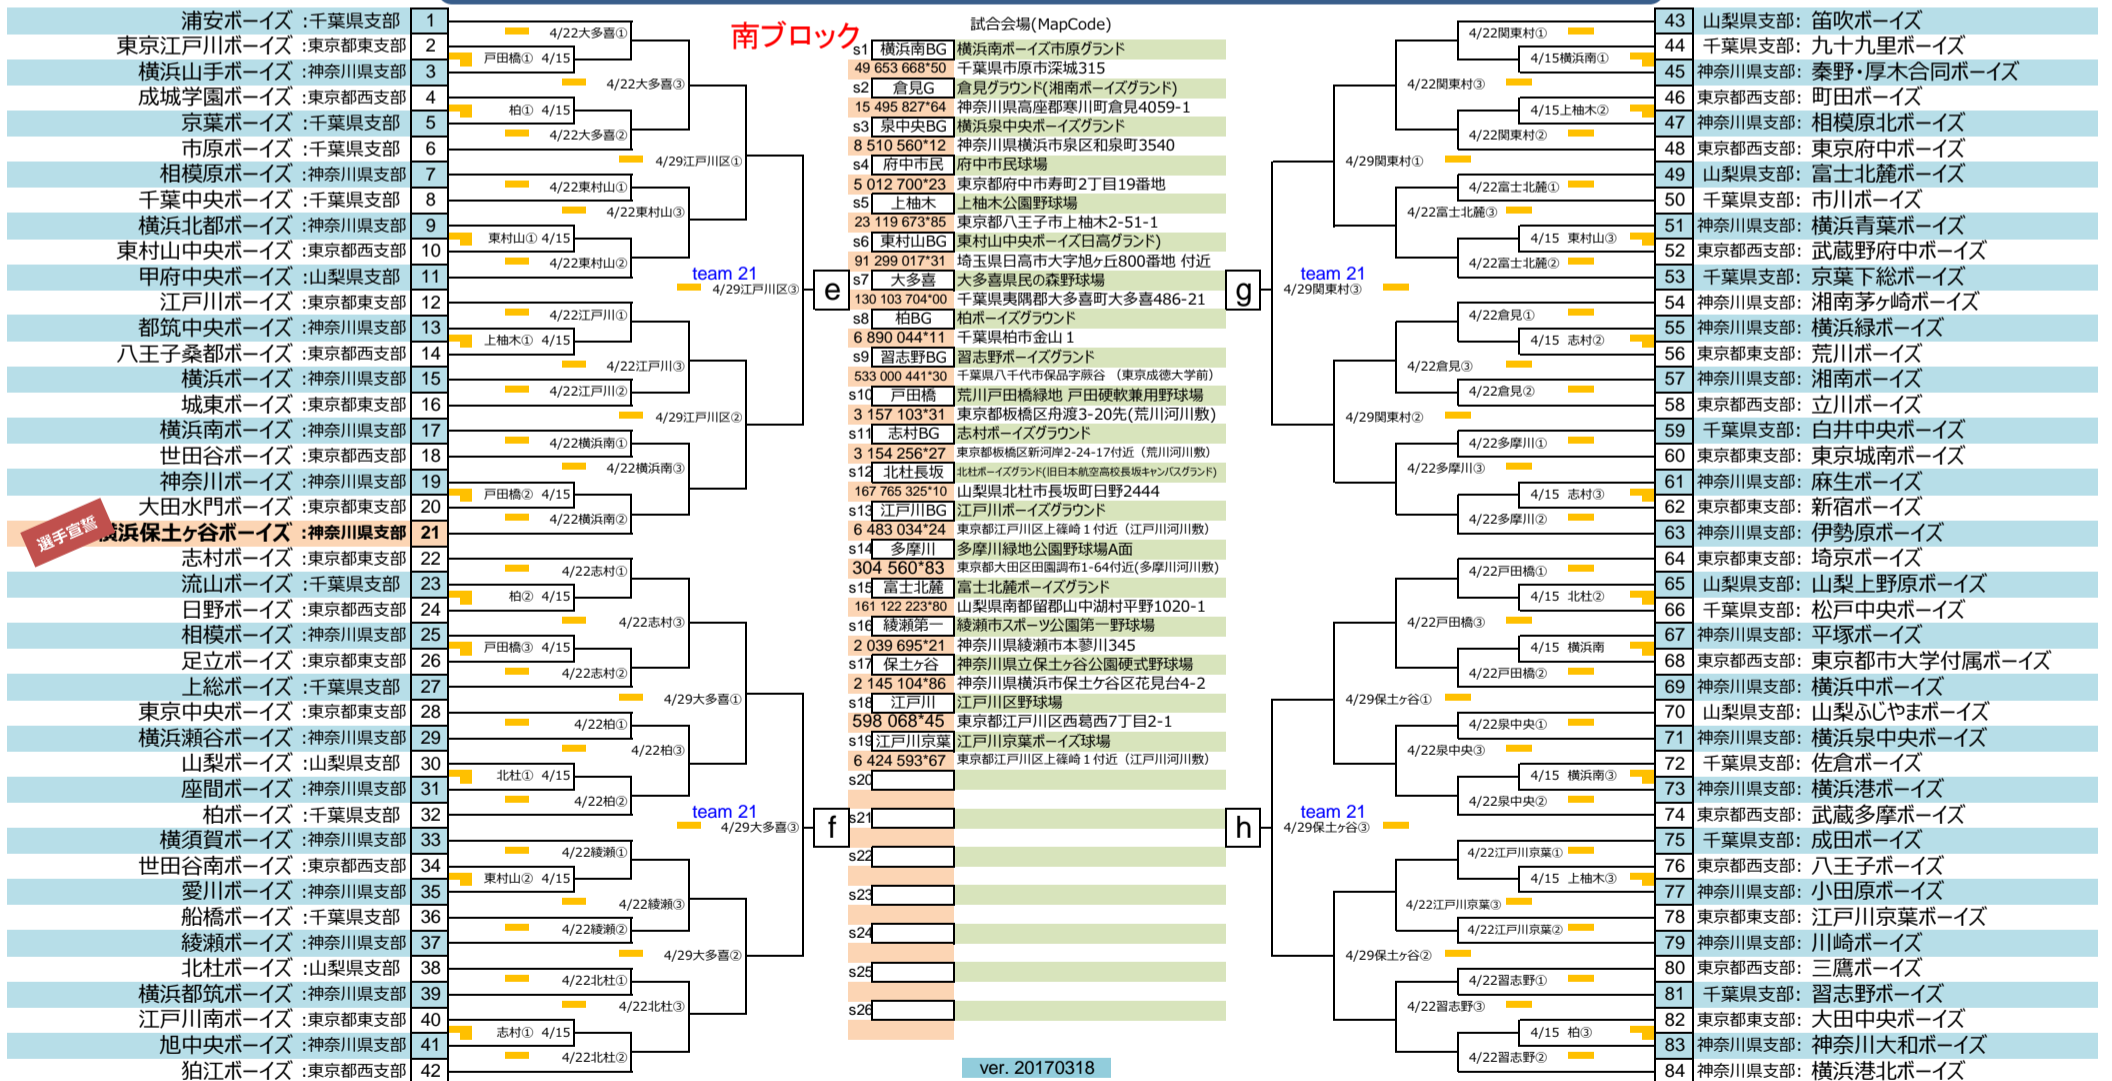 南ブロック
試合会場(MapCode)
浦安ボーイズ :千葉県支部 1
東京江戸川ボーイズ :東京都東支部 2
横浜山手ボーイズ :神奈川県支部 3
成城学園ボーイズ :東京都西支部 4
京葉ボーイズ :千葉県支部 5
市原ボーイズ :千葉県支部 6
相模原ボーイズ :神奈川県支部 7
千葉中央ボーイズ :千葉県支部 8
横浜北都ボーイズ :神奈川県支部 9
東村山中央ボーイズ :東京都西支部 10
甲府中央ボーイズ :山梨県支部 11
江戸川ボーイズ :東京都東支部 12
都筑中央ボーイズ :神奈川県支部 13
八王子桑都ボーイズ :東京都西支部 14
横浜ボーイズ :神奈川県支部 15
城東ボーイズ :東京都東支部 16
横浜南ボーイズ :神奈川県支部 17
世田谷ボーイズ :東京都西支部 18
神奈川ボーイズ :神奈川県支部 19
大田水門ボーイズ :東京都東支部 20
選手宣誓
横浜保土ヶ谷ボーイズ :神奈川県支部 21
志村ボーイズ :東京都東支部 22
流山ボーイズ :千葉県支部 23
日野ボーイズ :東京都西支部 24
相模ボーイズ :神奈川県支部 25
足立ボーイズ :東京都東支部 26
上総ボーイズ :千葉県支部 27
東京中央ボーイズ :東京都東支部 28
横浜瀬谷ボーイズ :神奈川県支部 29
山梨ボーイズ :山梨県支部 30
座間ボーイズ :神奈川県支部 31
柏ボーイズ :千葉県支部 32
横須賀ボーイズ :神奈川県支部 33
世田谷南ボーイズ :東京都西支部 34
愛川ボーイズ :神奈川県支部 35
船橋ボーイズ :千葉県支部 36
綾瀬ボーイズ :神奈川県支部 37
北杜ボーイズ :山梨県支部 38
横浜都筑ボーイズ :神奈川県支部 39
江戸川南ボーイズ :東京都東支部 40
旭中央ボーイズ :神奈川県支部 41
狛江ボーイズ :東京都西支部 42
4/22大多喜①
戸田橋① 4/15
4/22大多喜③
柏① 4/15
4/22大多喜②
4/29江戸川区①
4/22東村山①
4/22東村山③
東村山① 4/15
4/22東村山②
team 21
4/29江戸川区③
e
4/22江戸川①
上柚木① 4/15
4/22江戸川③
4/22江戸川②
4/29江戸川区②
4/22横浜南①
4/22横浜南③
戸田橋② 4/15
4/22横浜南②
4/22志村①
柏② 4/15
4/22志村③
戸田橋③ 4/15
4/22志村②
4/29大多喜①
4/22柏①
4/22柏③
北杜① 4/15
4/22柏②
team 21
4/29大多喜③
f
4/22綾瀬①
東村山② 4/15
4/22綾瀬③
4/22綾瀬②
4/29大多喜②
4/22北杜①
4/22北杜③
志村① 4/15
4/22北杜②
s1 横浜南BG 横浜南ボーイズ市原グランド
49 653 668*50 千葉県市原市深城315
s2 倉見G 倉見グラウンド(湘南ボーイズグランド)
15 495 827*64 神奈川県高座郡寒川町倉見4059-1
s3 泉中央BG 横浜泉中央ボーイズグランド
8 510 560*12 神奈川県横浜市泉区和泉町3540
s4 府中市民 府中市民球場
5 012 700*23 東京都府中市寿町2丁目19番地
s5 上柚木 上柚木公園野球場
23 119 673*85 東京都八王子市上柚木2-51-1
s6 東村山BG 東村山中央ボーイズ日高グランド)
91 299 017*31 埼玉県日高市大字旭ヶ丘800番地 付近
s7 大多喜 大多喜県民の森野球場
130 103 704*00 千葉県夷隅郡大多喜町大多喜486-21
s8 柏BG 柏ボーイズグラウンド
6 890 044*11 千葉県柏市金山 1
s9 習志野BG 習志野ボーイズグランド
533 000 441*30 千葉県八千代市保品字蕨谷 (東京成徳大学前)
s10 戸田橋 荒川戸田橋緑地 戸田硬軟兼用野球場
3 157 103*31 東京都板橋区舟渡3-20先(荒川河川敷)
s11 志村BG 志村ボーイズグラウンド
3 154 256*27 東京都板橋区新河岸2-24-17付近(荒川河川敷)
s12 北杜長坂 北杜ボーイズグランド(旧日本航空高校長坂キャンパスグランド)
167 765 325*10 山梨県北杜市長坂町日野2444
s13 江戸川BG 江戸川ボーイズグラウンド
6 483 034*24 東京都江戸川区上篠崎 1 付近(江戸川河川敷)
s14 多摩川 多摩川緑地公園野球場A面
304 560*83 東京都大田区田園調布1-64付近(多摩川河川敷)
s15 富士北麓 富士北麓ボーイズグランド
161 122 223*80 山梨県南都留郡山中湖村平野1020-1
s16 綾瀬第一 綾瀬市スポーツ公園第一野球場
2 039 695*21 神奈川県綾瀬市本蓼川345
s17 保土ヶ谷 神奈川県立保土ヶ谷公園硬式野球場
2 145 104*86 神奈川県横浜市保土ケ谷区花見台4-2
s18 江戸川 江戸川区野球場
598 068*45 東京都江戸川区西葛西7丁目2-1
s19 江戸川京葉 江戸川京葉ボーイズ球場
6 424 593*67 東京都江戸川区上篠崎 1 付近(江戸川河川敷)
s20
s21
s22
s23
s24
s25
s26
ver. 20170318
4/22関東村①
4/15横浜南①
4/22関東村③
4/15上柚木②
4/22関東村②
4/29関東村①
4/22富士北麓①
4/22富士北麓③
4/15 東村山③
4/22富士北麓②
g
team 21
4/29関東村③
4/22倉見①
4/15 志村②
4/22倉見③
4/22倉見②
4/29関東村②
4/22多摩川①
4/22多摩川③
4/15 志村③
4/22多摩川②
4/22戸田橋①
4/15 北杜②
4/22戸田橋③
4/15 横浜南
4/22戸田橋②
4/29保土ヶ谷①
4/22泉中央①
4/22泉中央③
4/15 横浜南③
4/22泉中央②
h
team 21
4/29保土ヶ谷③
4/22江戸川京葉①
4/15 上柚木③
4/22江戸川京葉③
4/22江戸川京葉②
4/29保土ヶ谷②
4/22習志野①
4/22習志野③
4/15 柏③
4/22習志野②
43 山梨県支部: 笛吹ボーイズ
44 千葉県支部: 九十九里ボーイズ
45 神奈川県支部: 秦野・厚木合同ボーイズ
46 東京都西支部: 町田ボーイズ
47 神奈川県支部: 相模原北ボーイズ
48 東京都西支部: 東京府中ボーイズ
49 山梨県支部: 富士北麓ボーイズ
50 千葉県支部: 市川ボーイズ
51 神奈川県支部: 横浜青葉ボーイズ
52 東京都西支部: 武蔵野府中ボーイズ
53 千葉県支部: 京葉下総ボーイズ
54 神奈川県支部: 湘南茅ヶ崎ボーイズ
55 神奈川県支部: 横浜緑ボーイズ
56 東京都東支部: 荒川ボーイズ
57 神奈川県支部: 湘南ボーイズ
58 東京都西支部: 立川ボーイズ
59 千葉県支部: 白井中央ボーイズ
60 東京都東支部: 東京城南ボーイズ
61 神奈川県支部: 麻生ボーイズ
62 東京都東支部: 新宿ボーイズ
63 神奈川県支部: 伊勢原ボーイズ
64 東京都東支部: 埼京ボーイズ
65 山梨県支部: 山梨上野原ボーイズ
66 千葉県支部: 松戸中央ボーイズ
67 神奈川県支部: 平塚ボーイズ
68 東京都西支部: 東京都市大学付属ボーイズ
69 神奈川県支部: 横浜中ボーイズ
70 山梨県支部: 山梨ふじやまボーイズ
71 神奈川県支部: 横浜泉中央ボーイズ
72 千葉県支部: 佐倉ボーイズ
73 神奈川県支部: 横浜港ボーイズ
74 東京都西支部: 武蔵多摩ボーイズ
75 千葉県支部: 成田ボーイズ
76 東京都西支部: 八王子ボーイズ
77 神奈川県支部: 小田原ボーイズ
78 東京都東支部: 江戸川京葉ボーイズ
79 神奈川県支部: 川崎ボーイズ
80 東京都西支部: 三鷹ボーイズ
81 千葉県支部: 習志野ボーイズ
82 東京都東支部: 大田中央ボーイズ
83 神奈川県支部: 神奈川大和ボーイズ
84 神奈川県支部: 横浜港北ボーイズ